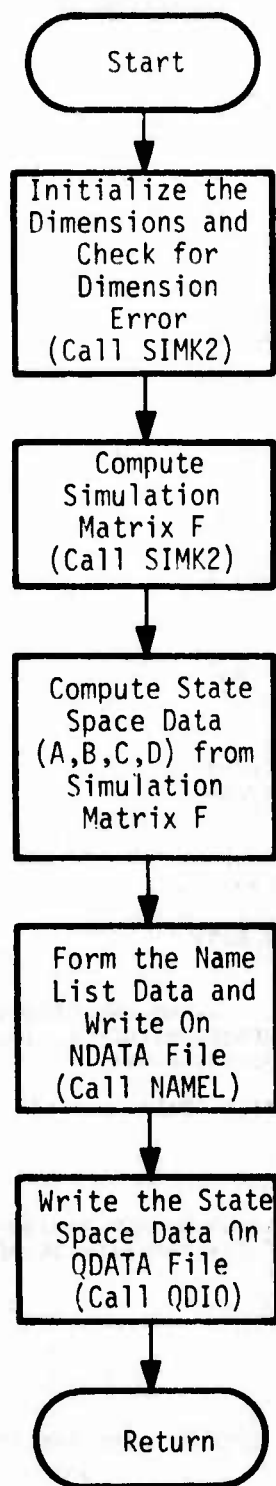 Start
Initialize the
Dimensions and
Check for
Dimension
Error
(Call SIMK2)
Compute
Simulation
Matrix F
(Call SIMK2)
Compute State
Space Data
(A,B,C,D) from
Simulation
Matrix F
Form the Name
List Data and
Write On
NDATA File
(Call NAMEL)
Write the State
Space Data On
QDATA File
(Call QDIO)
Return